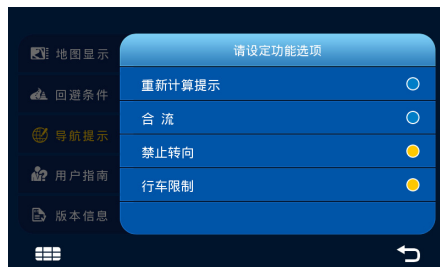 地图显示
回避条件
导航提示
用户指南
版本信息
请设定功能选项
重新计算提示
合 流
禁止转向
行车限制